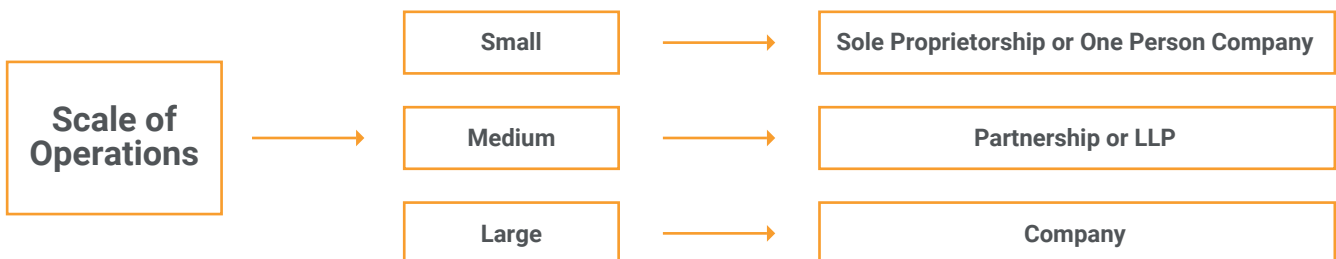 Small
Sole Proprietorship or One Person Company
Scale of
Operations
Medium
Partnership or LLP
Large
Company